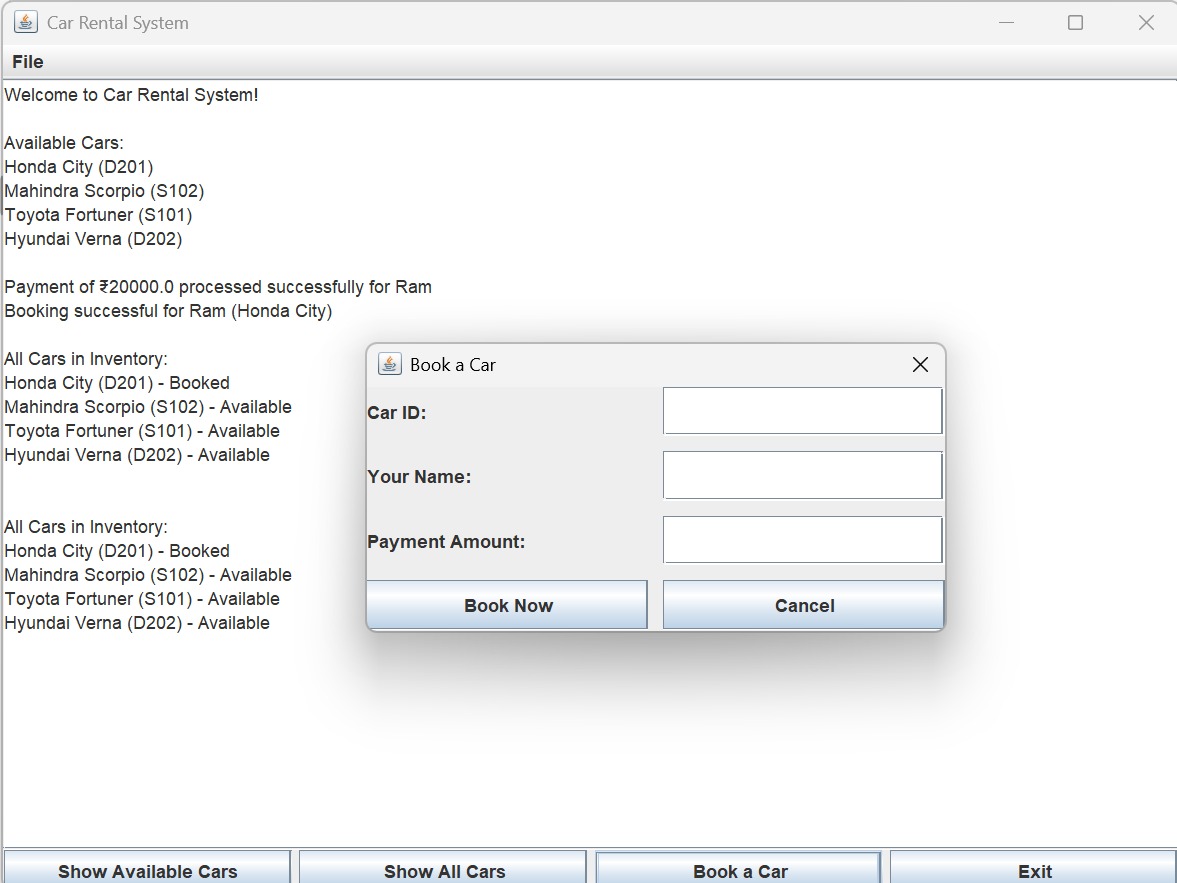 Car Rental System
File
Welcome to Car Rental System!
Available Cars:
Honda City (D201)
Mahindra Scorpio (S102)
Toyota Fortuner (S101)
Hyundai Verna (D202)
Payment of ₹20000.0 processed successfully for Ram
Booking successful for Ram (Honda City)
All Cars in Inventory:
Honda City (D201) - Booked
Mahindra Scorpio (S102) - Available
Toyota Fortuner (S101) - Available
Hyundai Verna (D202) - Available
All Cars in Inventory:
Honda City (D201) - Booked
Mahindra Scorpio (S102) - Available
Toyota Fortuner (S101) - Available
Hyundai Verna (D202) - Available
Book a Car
Car ID:
Your Name:
Payment Amount:
Book Now
Cancel
Show Available Cars
Show All Cars
Book a Car
Exit